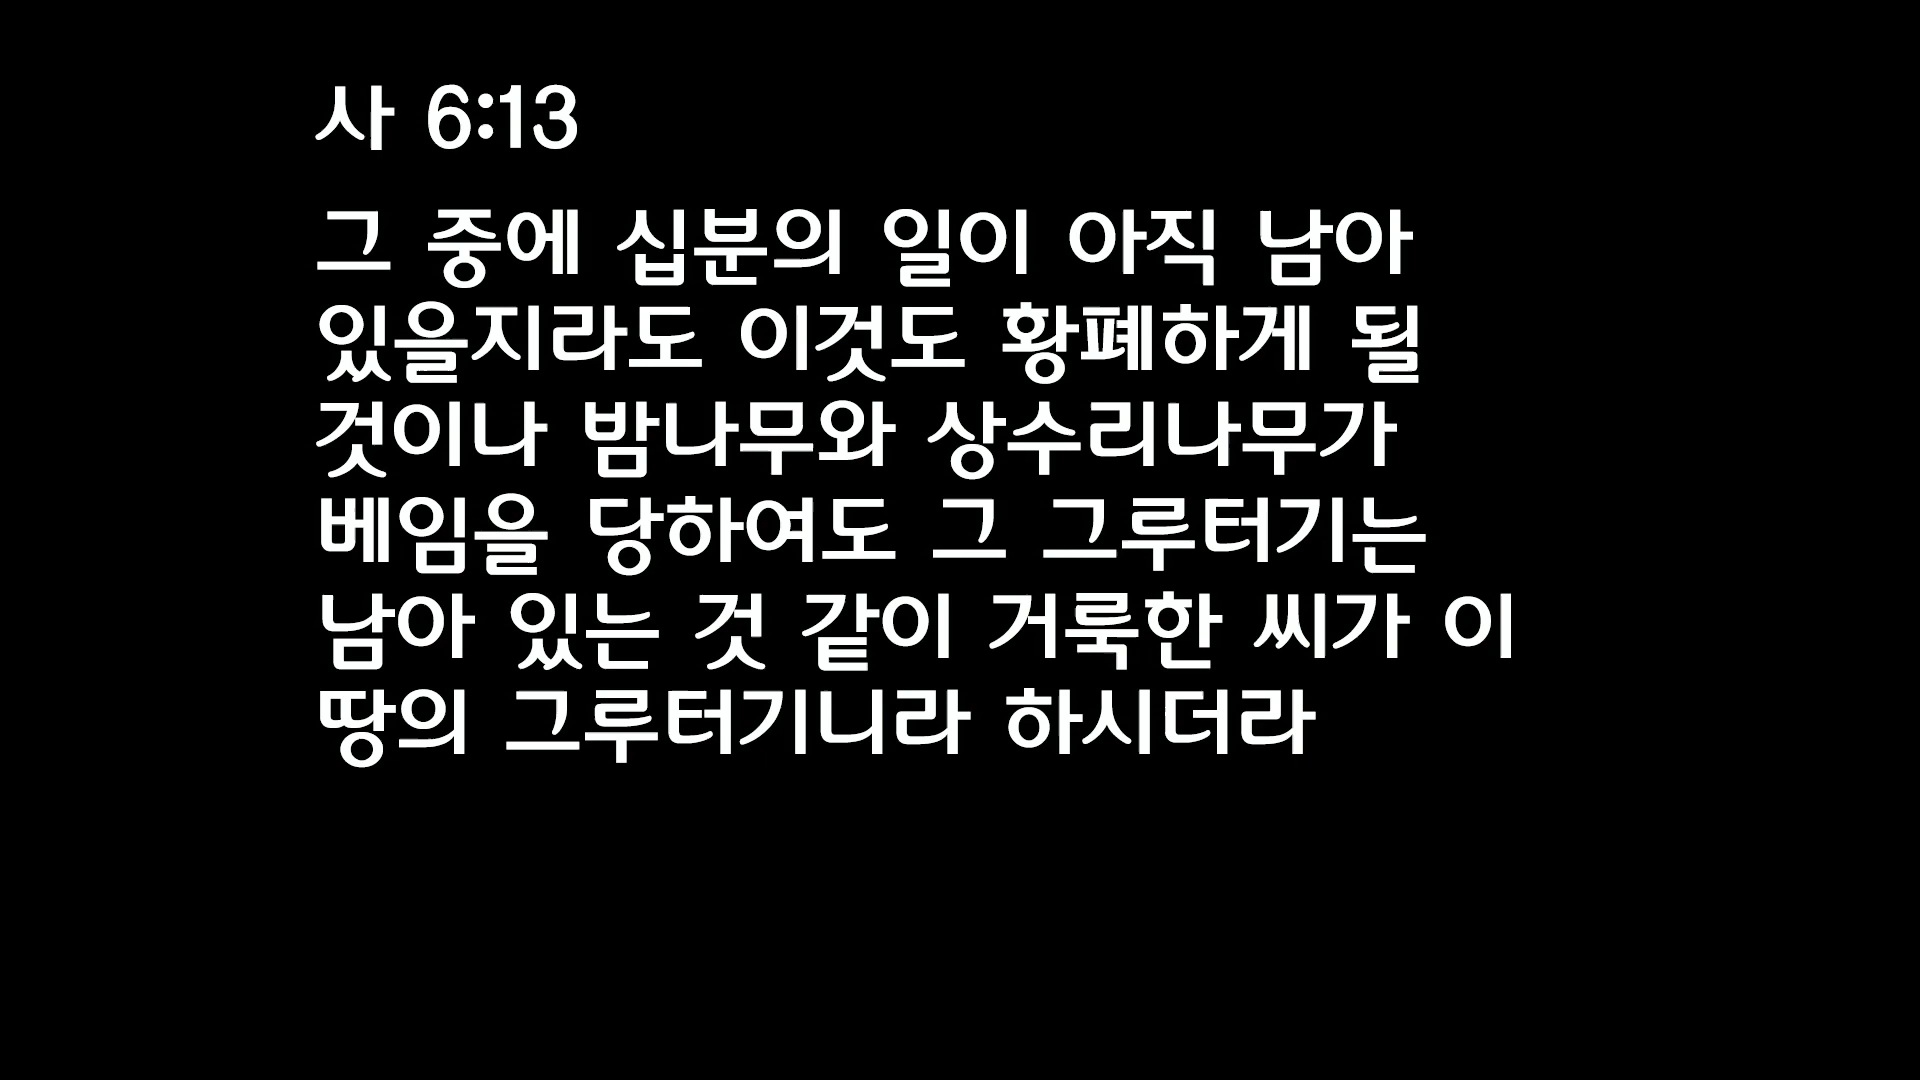 사 6:13
그 중에 십분의 일이 아직 남아
있을지라도 이것도 황폐하게 될
것이나 밤나무와 상수리나무가
베임을 당하여도 그 그루터기는
남아 있는 것 같이 거룩한 씨가 이
땅의 그루터기니라 하시더라